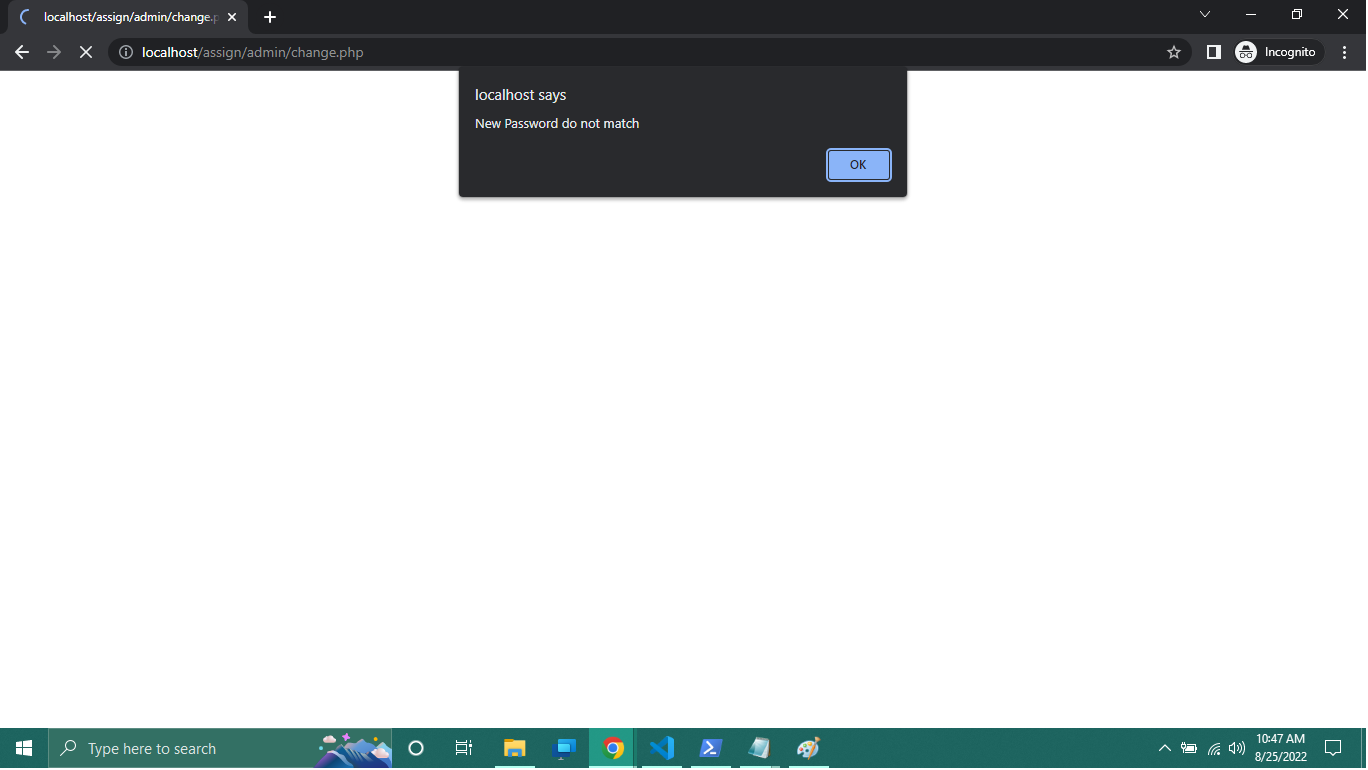 localhost/assign/admin/change.p
localhost/assign/admin/change.php
Incognito
localhost says
New Password do not match
OK
Type here to search
10:47 AM
8/25/2022